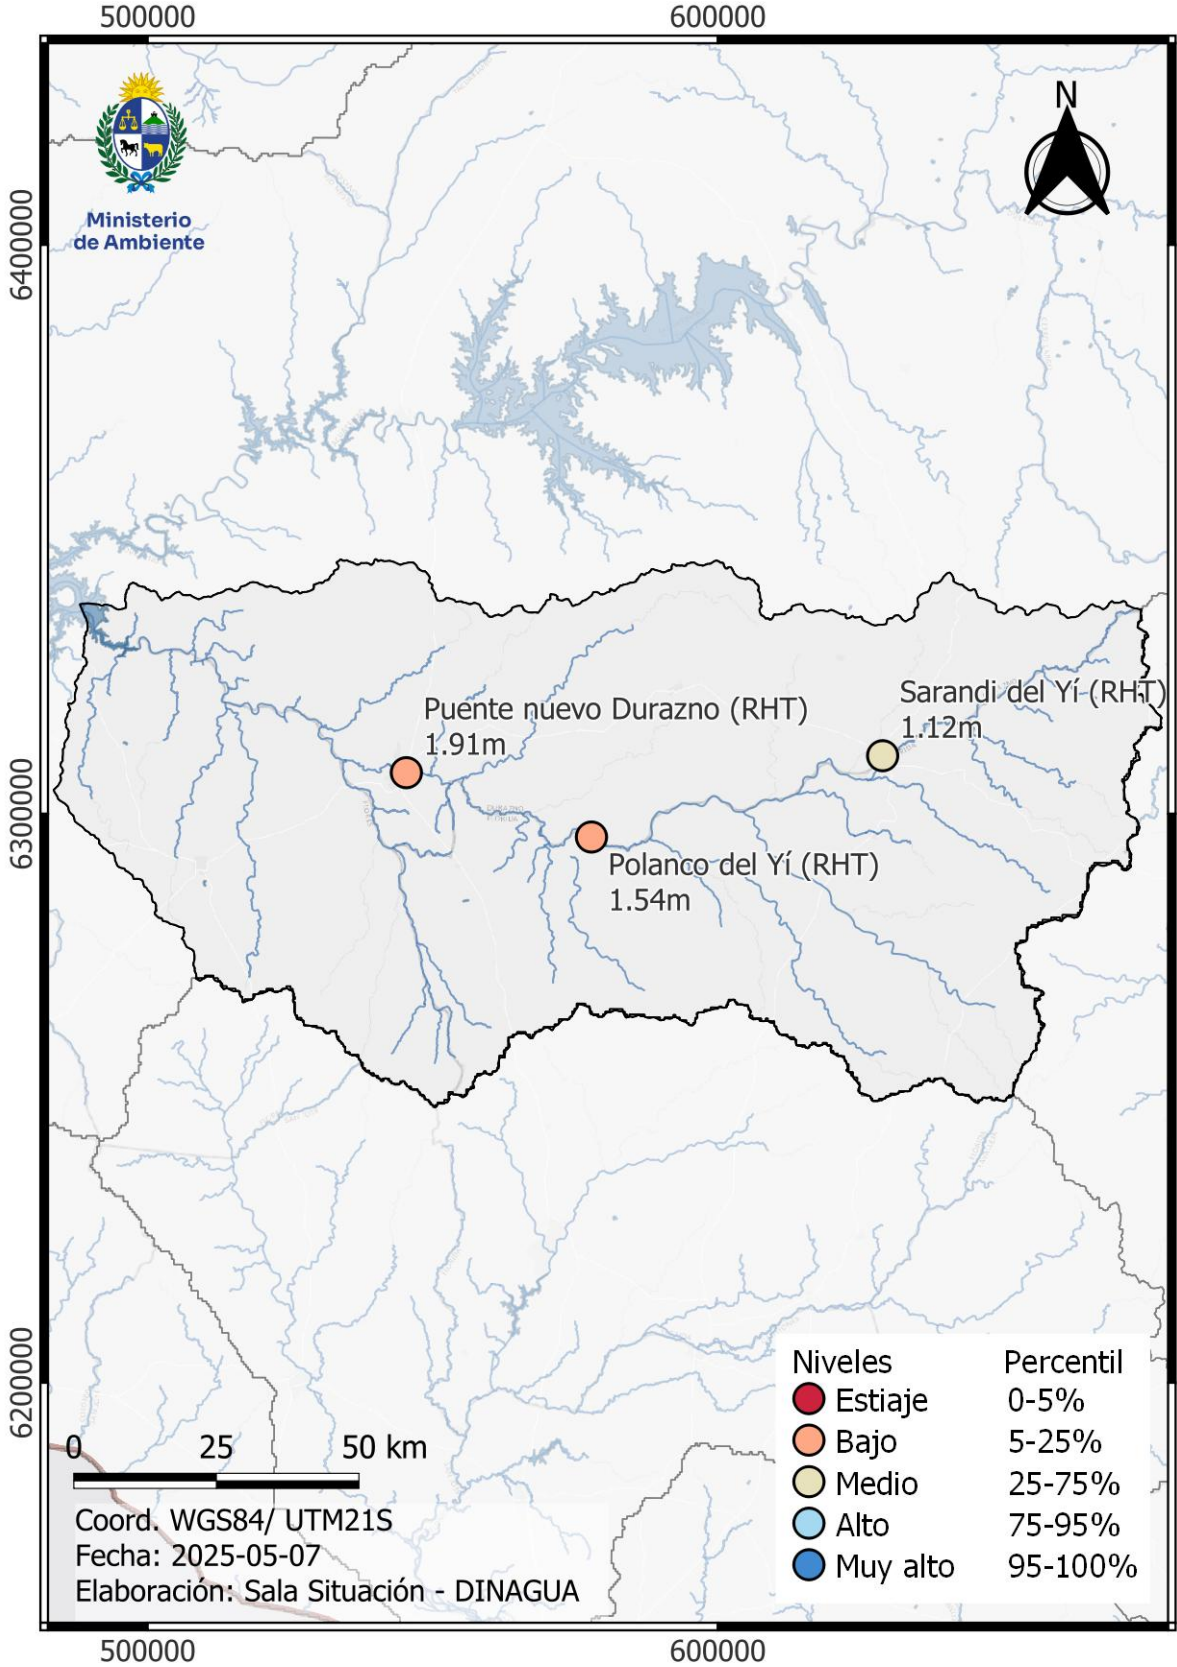 500000
600000
N
Ministerio
de Ambiente
6400000
Sarandi del Yí (RHT)
1.12m
Puente nuevo Durazno (RHT)
1.91m
6300000
DURAZNO
Polanco del Yí (RHT)
1.54m
6200000
Niveles Percentil
Estiaje 0-5%
Bajo 5-25%
Medio 25-75%
Alto 75-95%
Muy alto 95-100%
0 25 50 km
Coord. WGS84/ UTM21S
Fecha: 2025-05-07
Elaboración: Sala Situación - DINAGUA
500000
600000